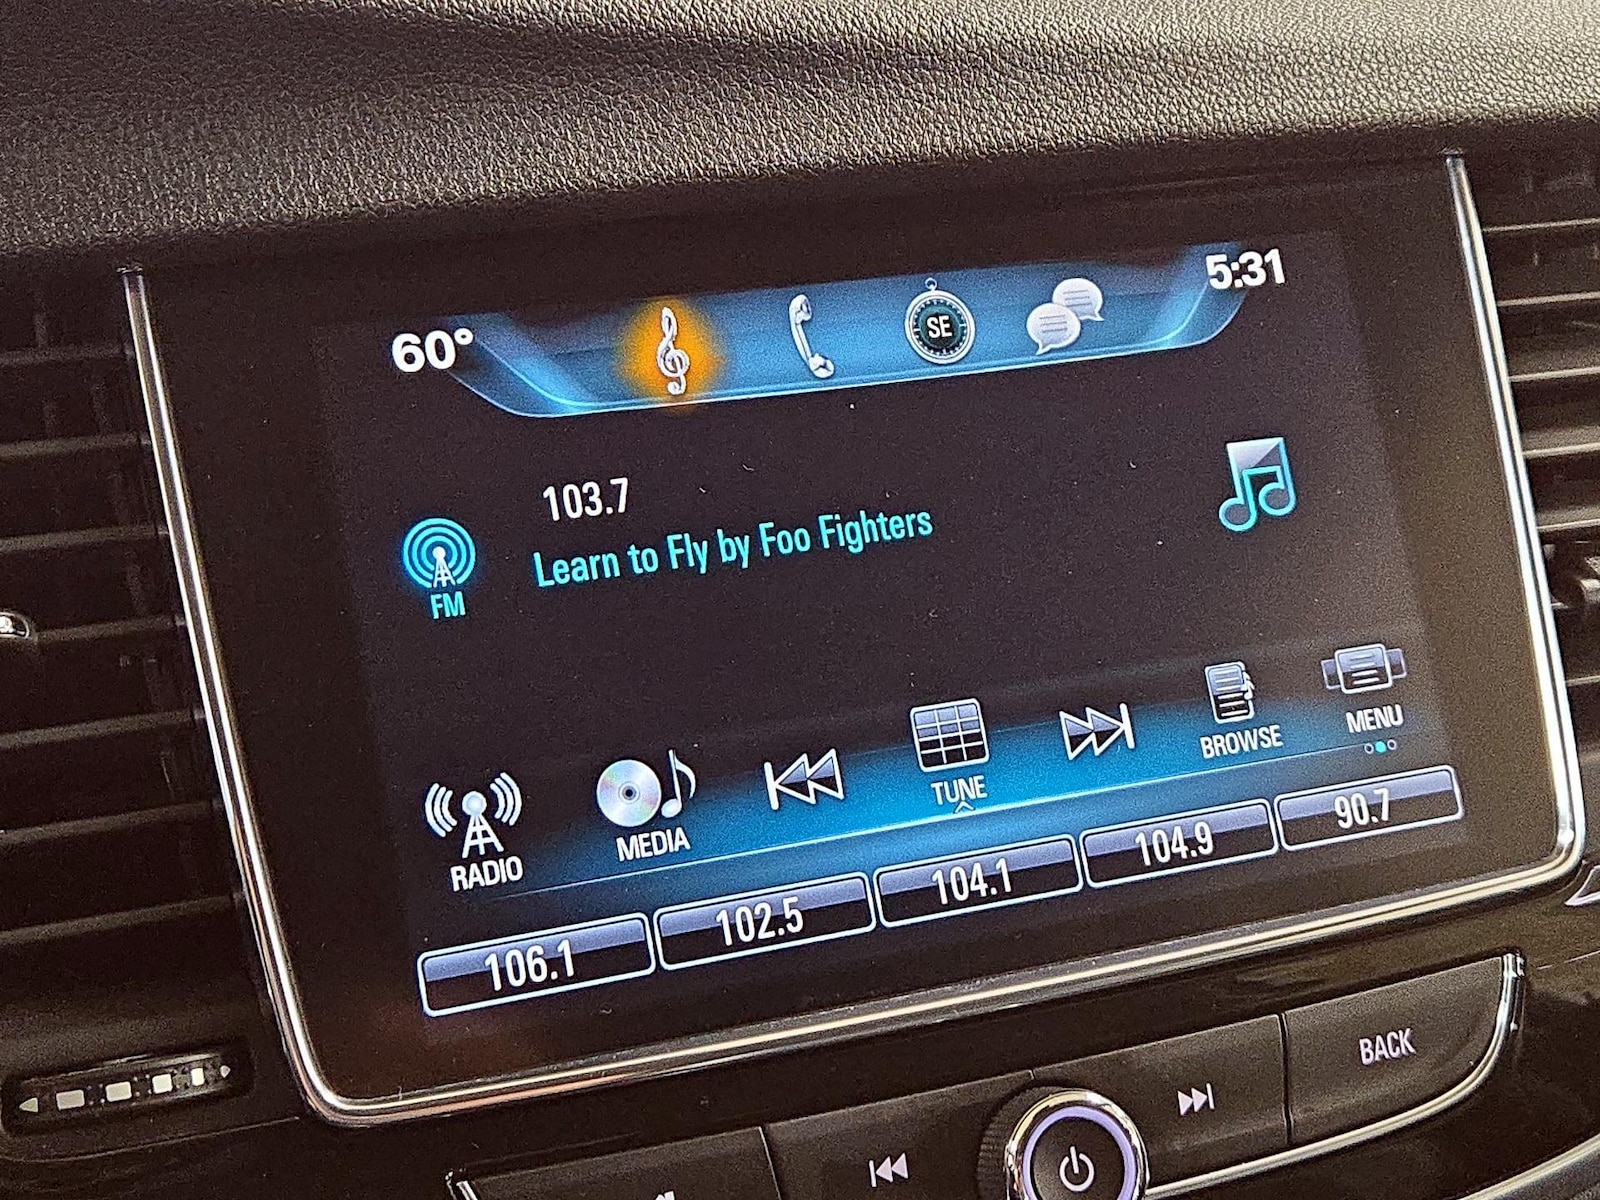 60°
SE
5:31
103.7
Learn to Fly by Foo Fighters
FM
RADIO
MEDIA
TUNE
BROWSE
MENU
106.1
102.5
104.1
104.9
90.7
BACK